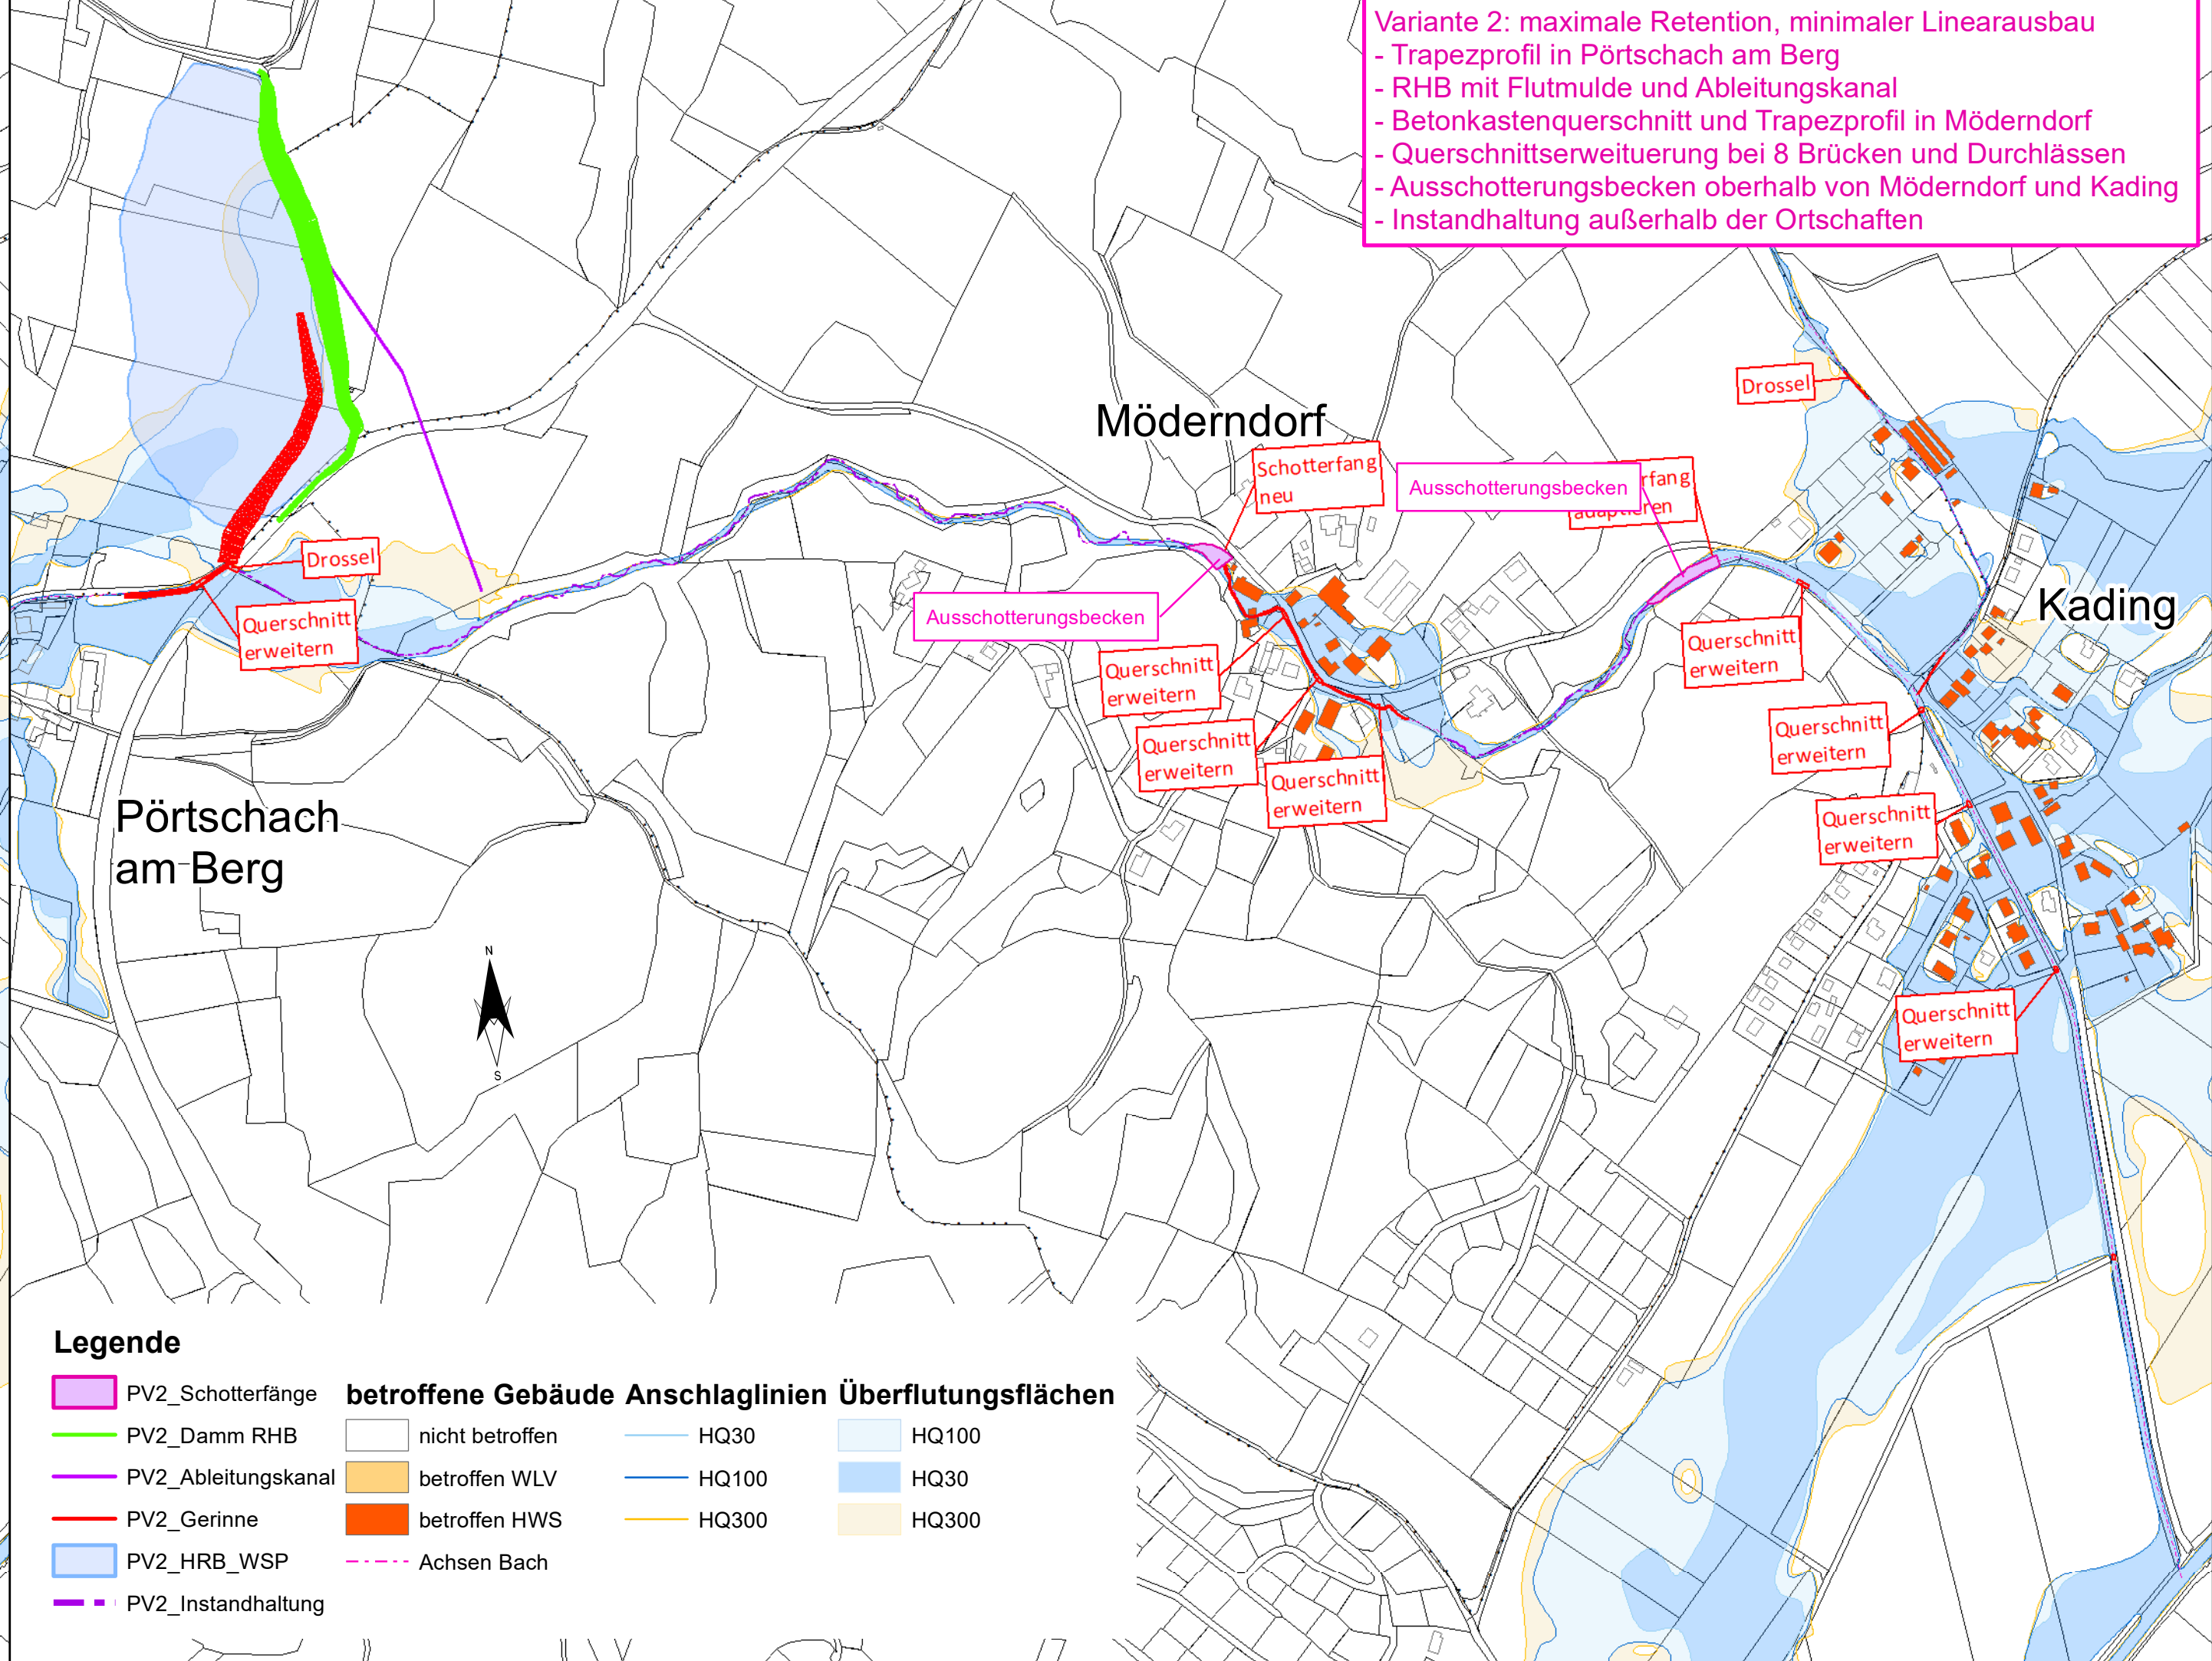 Variante 2: maximale Retention, minimaler Linearausbau
- Trapezprofil in Pörtschach am Berg
- RHB mit Flutmulde und Ableitungskanal
- Betonkastenquerschnitt und Trapezprofil in Möderndorf
- Querschnittserweituerung bei 8 Brücken und Durchlässen
- Ausschotterungsbecken oberhalb von Möderndorf und Kading
- Instandhaltung außerhalb der Ortschaften
Drossel
Möderndorf
Schotterfang
neu
Ausschotterungsbecken
rfang
adaptieren
Drossel
Querschnitt
erweitern
Ausschotterungsbecken
Kading
Querschnitt
erweitern
Querschnitt
erweitern
Querschnitt
erweitern
Querschnitt
erweitern
Querschnitt
erweitern
Querschnitt
erweitern
Querschnitt
erweitern
Pörtschach
am Berg
N
S
Legende
PV2_Schotterfänge
PV2_Damm RHB
PV2_Ableitungskanal
PV2_Gerinne
PV2_HRB_WSP
PV2_Instandhaltung
betroffene Gebäude
nicht betroffen
betroffen WLV
betroffen HWS
Achsen Bach
Anschlaglinien
HQ30
HQ100
HQ300
Überflutungsflächen
HQ100
HQ30
HQ300